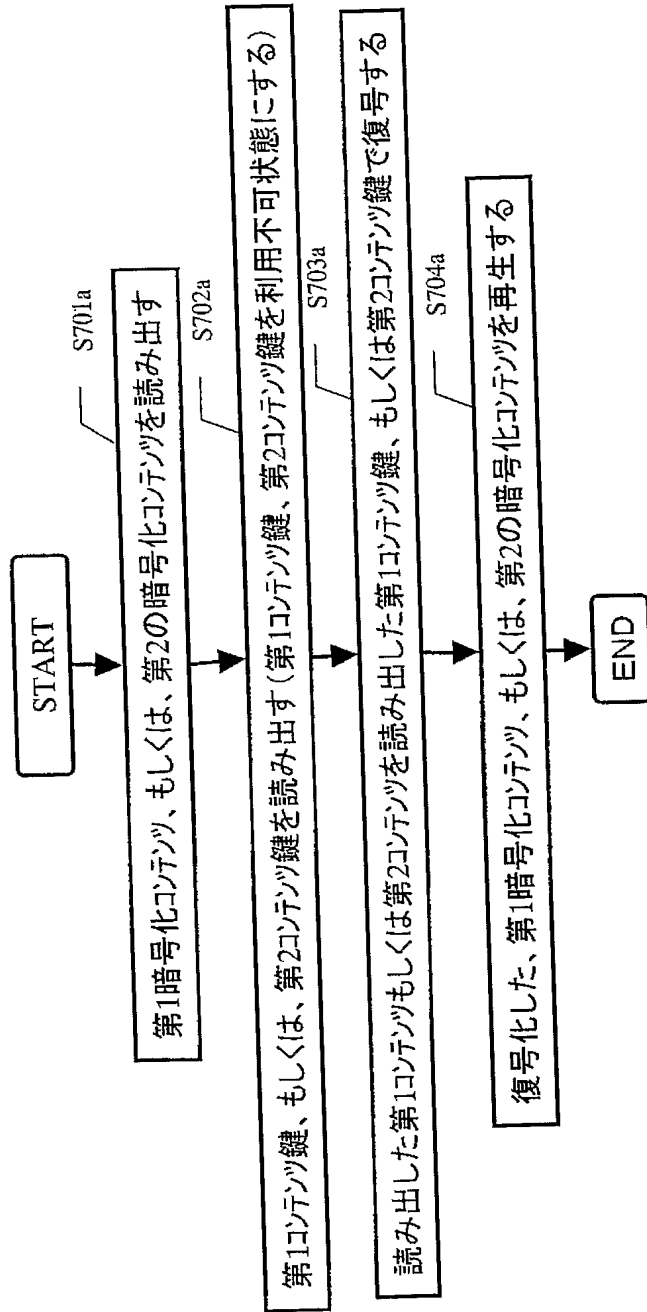 START
S701a
第1暗号化コンテンツ、もしくは、第2の暗号化コンテンツを読み出す
S702a
第1コンテンツ鍵、もしくは、第2コンテンツ鍵を読み出す(第1コンテンツ鍵、第2コンテンツ鍵を利用不可状態にする)
S703a
読み出した第1コンテンツもしくは第2コンテンツを読み出した第1コンテンツ鍵、もしくは第2コンテンツ鍵で復号する
S704a
復号化した、第1暗号化コンテンツ、もしくは、第2の暗号化コンテンツを再生する
END